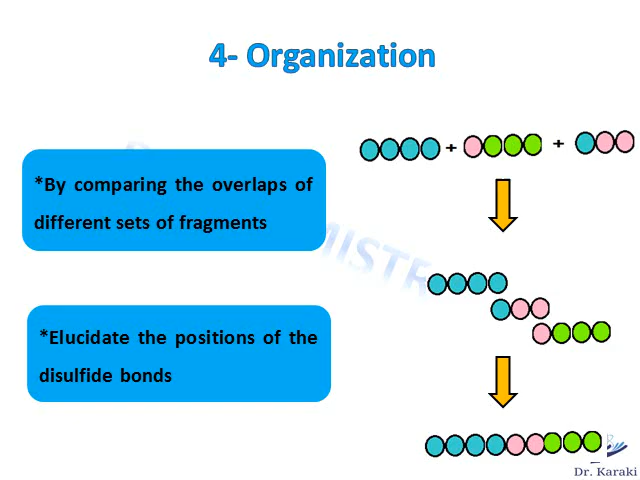 4- Organization
+ +
*By comparing the overlaps of
different sets of fragments
*Elucidate the positions of the
disulfide bonds
Dr. Karaki